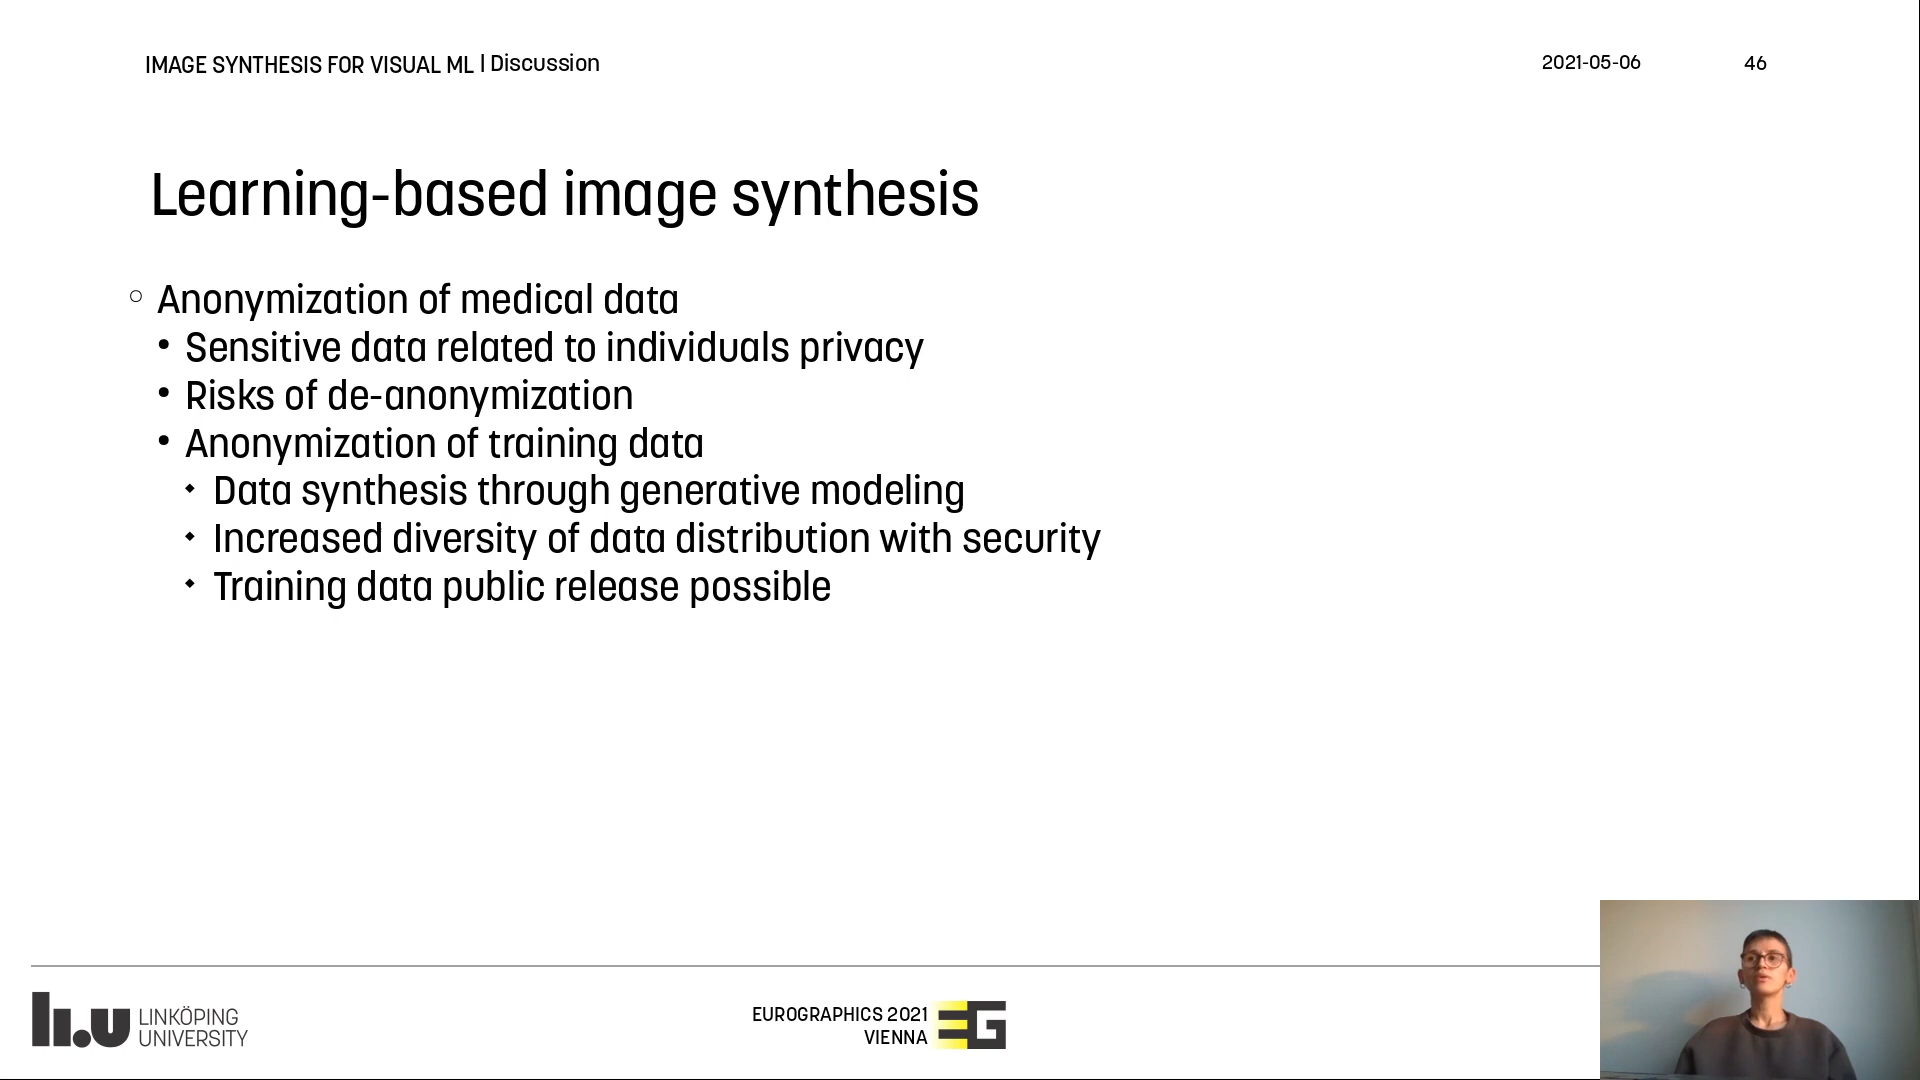 IMAGE SYNTHESIS FOR VISUAL ML | Discussion
2021-05-06
46
Learning-based image synthesis
Anonymization of medical data
Sensitive data related to individuals privacy
Risks of de-anonymization
Anonymization of training data
Data synthesis through generative modeling
Increased diversity of data distribution with security
Training data public release possible
li.u LINKÖPING
UNIVERSITY
EUROGRAPHICS 2021
VIENNA
EG